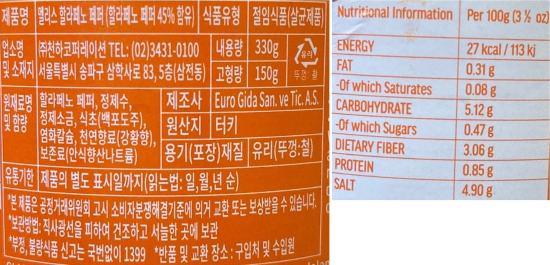 제품명 멜리스 할라피노 페퍼 (할라피노 페퍼 45% 함유) 식품유형 절임식품(살균제품)
업소명 및 소재지 ㈜천하코퍼레이션 TEL: (02)3431-0100 서울특별시 송파구 삼학사로 83, 5층(삼전동) 내용량 330g
고형량 150g
유리
뚜껑:철
원재료명 및 함량 할라페노 페퍼, 정제수, 정제소금, 식초(백포도주), 염화칼슘, 천연향료(강황향), 보존료(안식향산나트륨)
제조사 Euro Gida San. ve Tic. A.S.
원산지 터키
용기(포장)재질 유리(뚜껑:철)
유통기한 제품의 별도 표시일까지(읽는법: 일,월,년 순)
*본 제품은 공정거래위원회 고시 소비자분쟁해결기준에 의거 교환 또는 보상받을 수 있습니다.
*보관방법: 직사광선을 피하여 건조하고 서늘한 곳에 보관
*부정, 불량식품 신고는 국번없이 1399 *반품 및 교환 장소 : 구입처 및 수입원
Nutritional Information Per 100g (3 ½ oz)
ENERGY 27 kcal / 113 kj
FAT 0.31 g
-Of which Saturates 0.08 g
CARBOHYDRATE 5.12 g
-Of which Sugars 0.47 g
DIETARY FIBER 3.06 g
PROTEIN 0.85 g
SALT 4.90 g